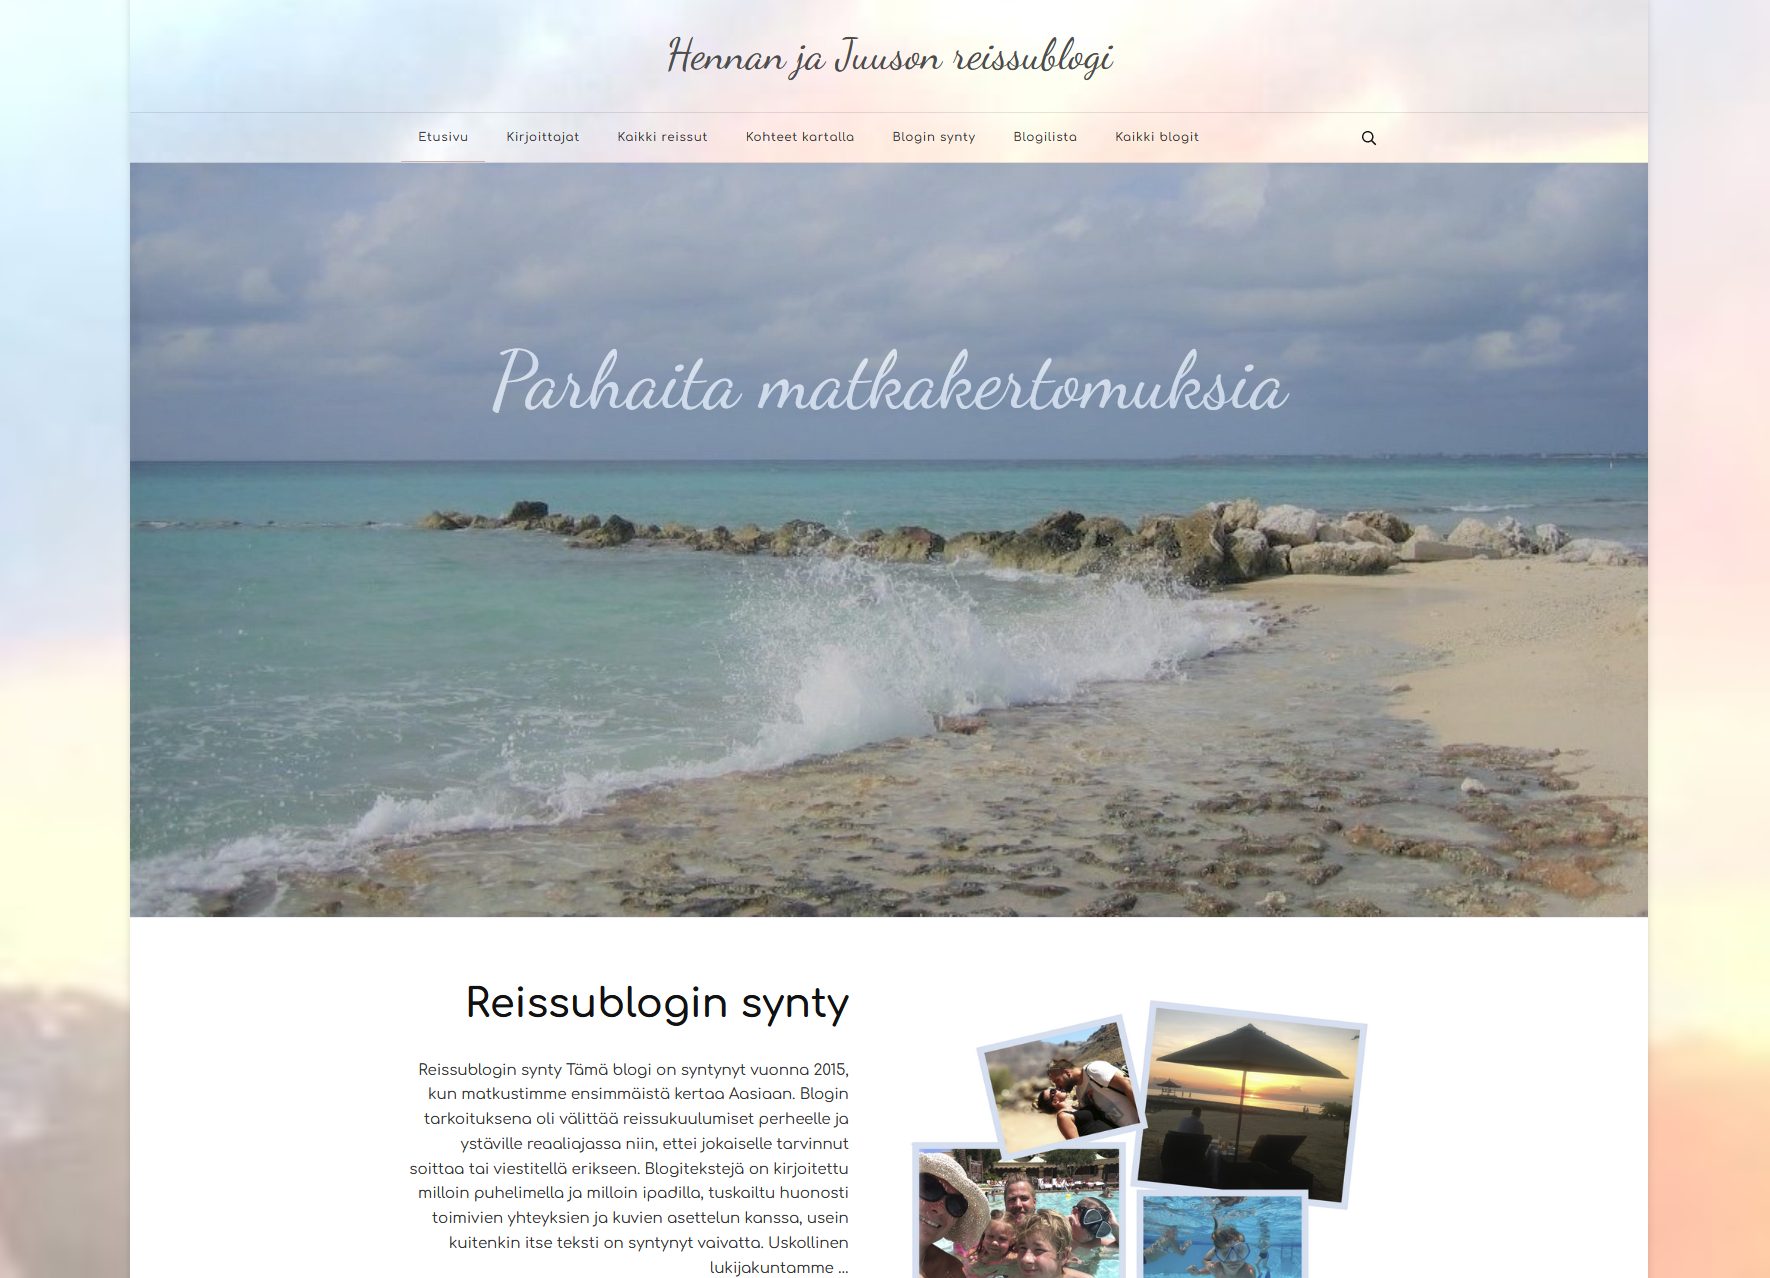 Hennan ja Juuson reissublogi
Etusivu Kirjoittajat Kaikki reissut Kohteet kartalla Blogin synty Blogilista Kaikki blogit
Parhaita matkakertomuksia
Reissublogin synty
Reissublogin synty Tämä blogi on syntynyt vuonna 2015,
kun matkustimme ensimmäistä kertaa Aasiaan. Blogin
tarkoituksena oli välittää reissukuulumiset perheelle ja
ystäville reaaliajassa niin, ettei jokaiselle tarvinnut
soittaa tai viestitellä erikseen. Blogitekstejä on kirjoitettu
milloin puhelimella ja milloin ipadilla, tuskailtu huonosti
toimivien yhteyksien ja kuvien asettelun kanssa, usein
kuitenkin itse teksti on syntynyt vaivatta. Uskollinen
lukijakuntamme …